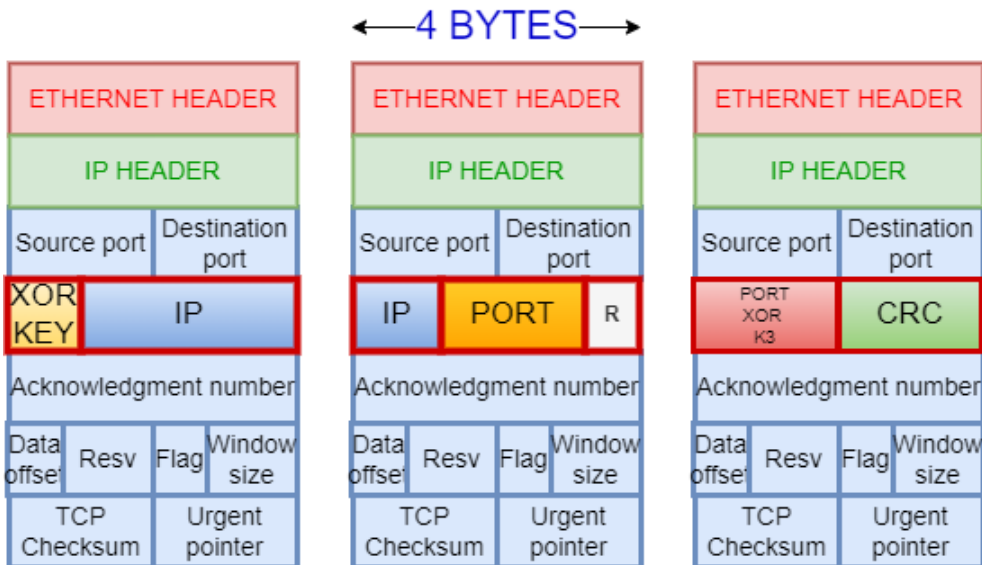 4 BYTES
ETHERNET HEADER
ETHERNET HEADER
ETHERNET HEADER
IP HEADER
IP HEADER
IP HEADER
Source port
Destination
port
Source port
Destination
port
Source port
Destination
port
XOR
KEY
IP
IP
PORT
R
PORT
XOR
K3
CRC
Acknowledgment number
Acknowledgment number
Acknowledgment number
Data
offset
Resv
Flag
Window
size
Data
offset
Resv
Flag
Window
size
Data
offset
Resv
Flag
Window
size
TCP
Checksum
Urgent
pointer
TCP
Checksum
Urgent
pointer
TCP
Checksum
Urgent
pointer